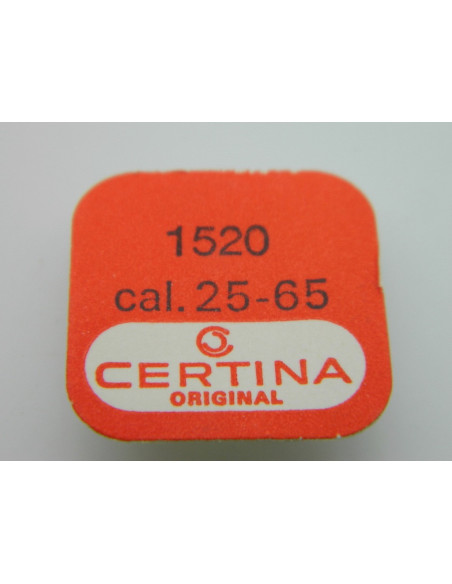 1520
cal. 25-65
CERTINA
ORIGINAL